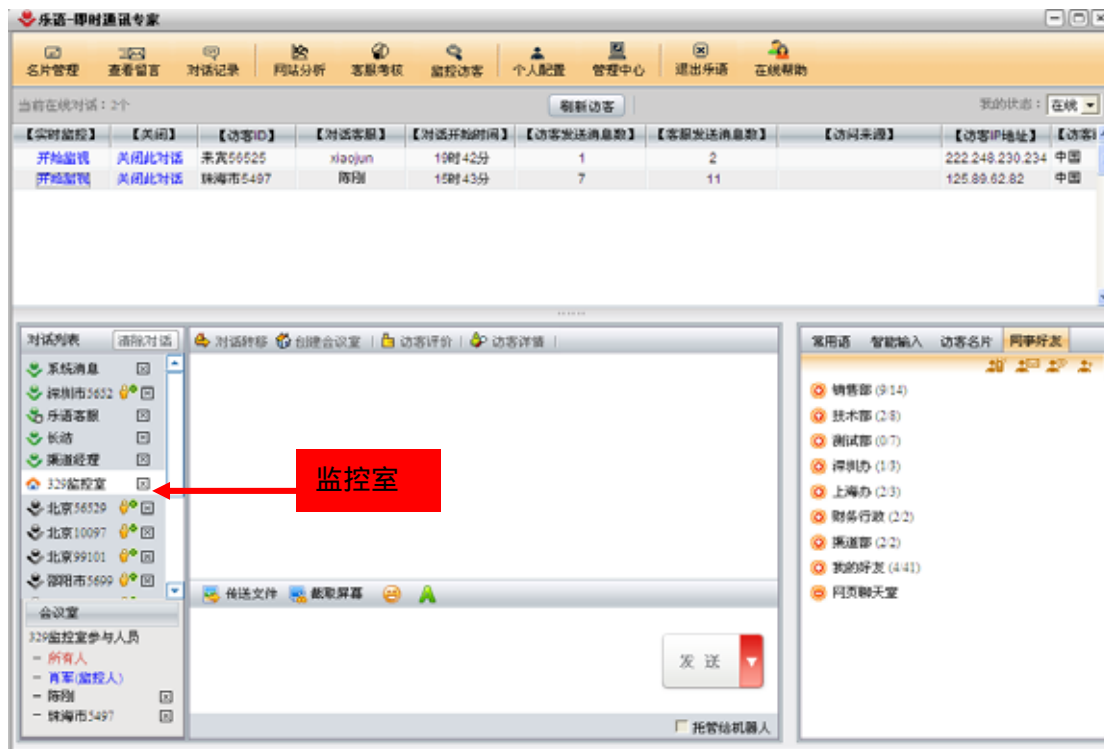 乐语-即时通讯专家
名片管理 查看留言 对话记录 网站分析 客服考核 监控访客 个人配置 管理中心 退出乐语 在线帮助
当前在线对话：2个 刷新访客 我的状态： 在线
【实时监控】 【关闭】 【访客ID】 【对话客服】 【对话开始时间】 【访客发送消息数】 【客服发送消息数】 【访问来源】 【访客IP地址】 【访客
开始监视 关闭此对话 来宾56525 xiaojun 19时42分 1 2 222.248.230.234 中国
开始监视 关闭此对话 珠海市5497 陈刚 15时43分 7 11 125.89.62.82 中国
对话列表 清除对话 对话转移 创建会议室 访客评价 访客详情
常用语 智能输入 访客名片 同事好友
系统消息
深圳市5652
乐语客服
长洁
渠道经理
329监控室
北京56529
北京10097
北京99101
邵阳市5699
监控室
销售部 (9/14)
技术部 (2/8)
测试部 (0/7)
深圳办 (1/3)
上海办 (2/3)
财务行政 (2/2)
渠道部 (2/2)
我的好友 (4/41)
网页聊天室
传送文件 截取屏幕
会议室
329监控室参与人员
- 所有人
- 肖军(监控人)
- 陈刚
- 珠海市5497
发 送
托管给机器人